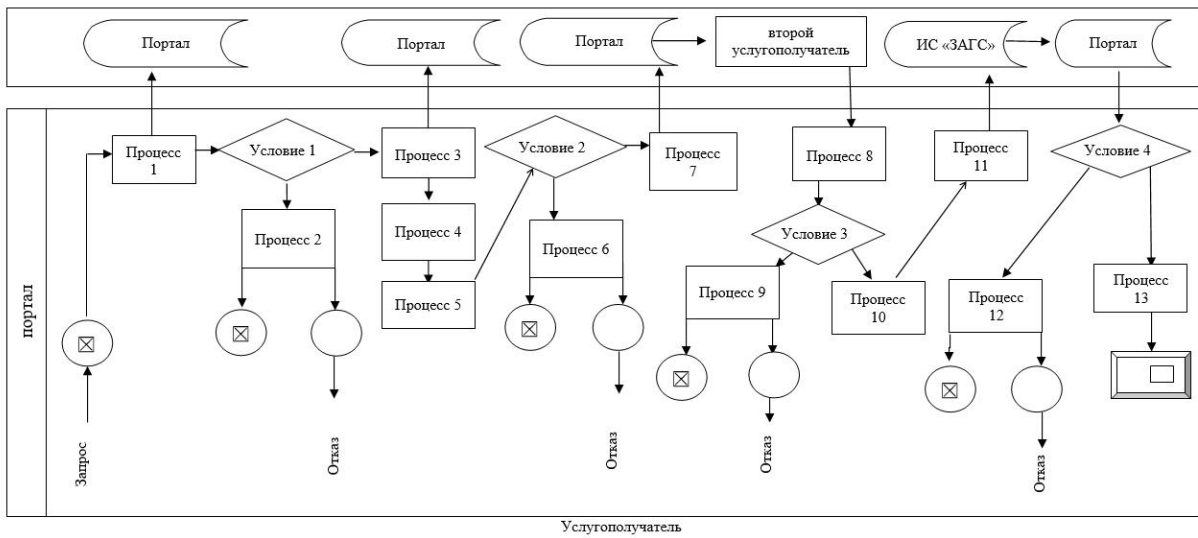 Портал
Портал
Портал
второй
услугополучатель
ИС «ЗАГС»
Портал
портал
Процесс
1
Условие 1
Процесс 2
Процесс 3
Процесс 4
Процесс 5
Условие 2
Процесс 6
Процесс
7
Процесс 8
Условие 3
Процесс 9
Процесс
10
Процесс
11
Условие 4
Процесс
12
Процесс
13
Запрос
Отказ
Отказ
Отказ
Отказ
Услугополучатель